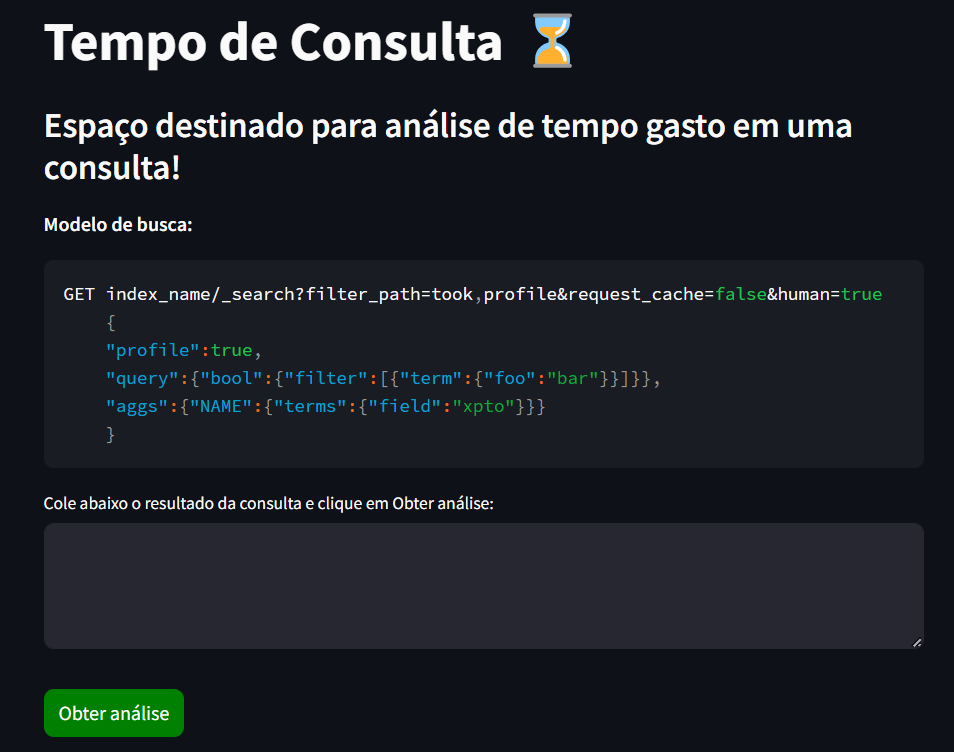 Tempo de Consulta ⏳
Espaço destinado para análise de tempo gasto em uma
consulta!
Modelo de busca:
GET index_name/_search?filter_path=took,profile&request_cache=false&human=true
    {
    "profile":true,
    "query":{"bool":{"filter":[{"term":{"foo":"bar"}}]}},
    "aggs":{"NAME":{"terms":{"field":"xpto"}}}
    }
Cole abaixo o resultado da consulta e clique em Obter análise:
Obter análise